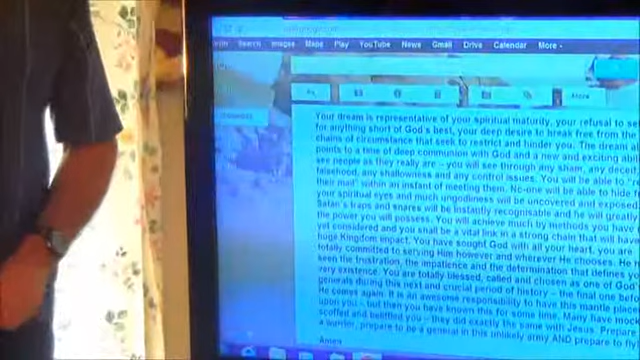 Search Images Maps Play YouTube News Gmail Drive Calendar More
More
Your dream is representative of your spiritual maturity, your refusal to se
for anything short of God's best, your deep desire to break free from the
chains of circumstance that seek to restrict and hinder you. The dream al
points to a time of deep communion with God and a new and exciting abi
see people as they really are - you will see through any sham, any deceit
falsehood, any shallowness and any control issues. You will be able to "re
their mail" within an instant of meeting them. No-one will be able to hide f
your spiritual eyes and much ungodliness will be uncovered and exposed
Satan's traps and snares will be instantly recognisable and he will greatly
the power you will possess. You will achieve much by methods you have
yet considered and you shall be a vital link in a strong chain that will have
huge Kingdom impact. You have sought God with all your heart, you are
totally committed to serving Him however and wherever He chooses. He h
seen the frustration, the impatience and the determination that defines yo
very existence. You are totally blessed, called and chosen as one of God'
generals during this next and crucial period of history - the final one befor
He comes again. It is an awesome responsibility to have this mantle place
upon you - but then you have known this for some time. Many have mock
scoffed and belittled you - they did exactly the same with Jesus. Prepare
a warrior, prepare to be a general in this unlikely army AND prepare to fly
Amen